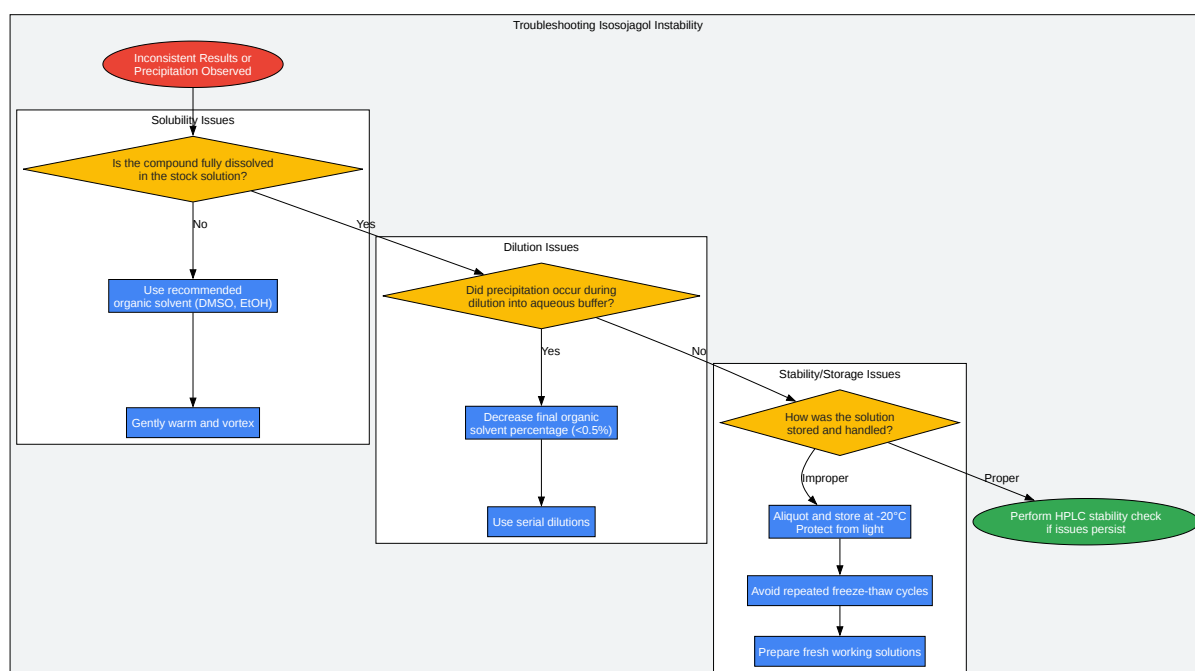 Troubleshooting Isosojagol Instability
Inconsistent Results or
Precipitation Observed
Solubility Issues
Is the compound fully dissolved
in the stock solution?
No
Yes
Use recommended
organic solvent (DMSO, EtOH)
Gently warm and vortex
Dilution Issues
Did precipitation occur during
dilution into aqueous buffer?
Yes
No
Decrease final organic
solvent percentage (<0.5%)
Use serial dilutions
Stability/Storage Issues
How was the solution
stored and handled?
Improper
Proper
Aliquot and store at -20°C
Protect from light
Avoid repeated freeze-thaw cycles
Prepare fresh working solutions
Perform HPLC stability check
if issues persist